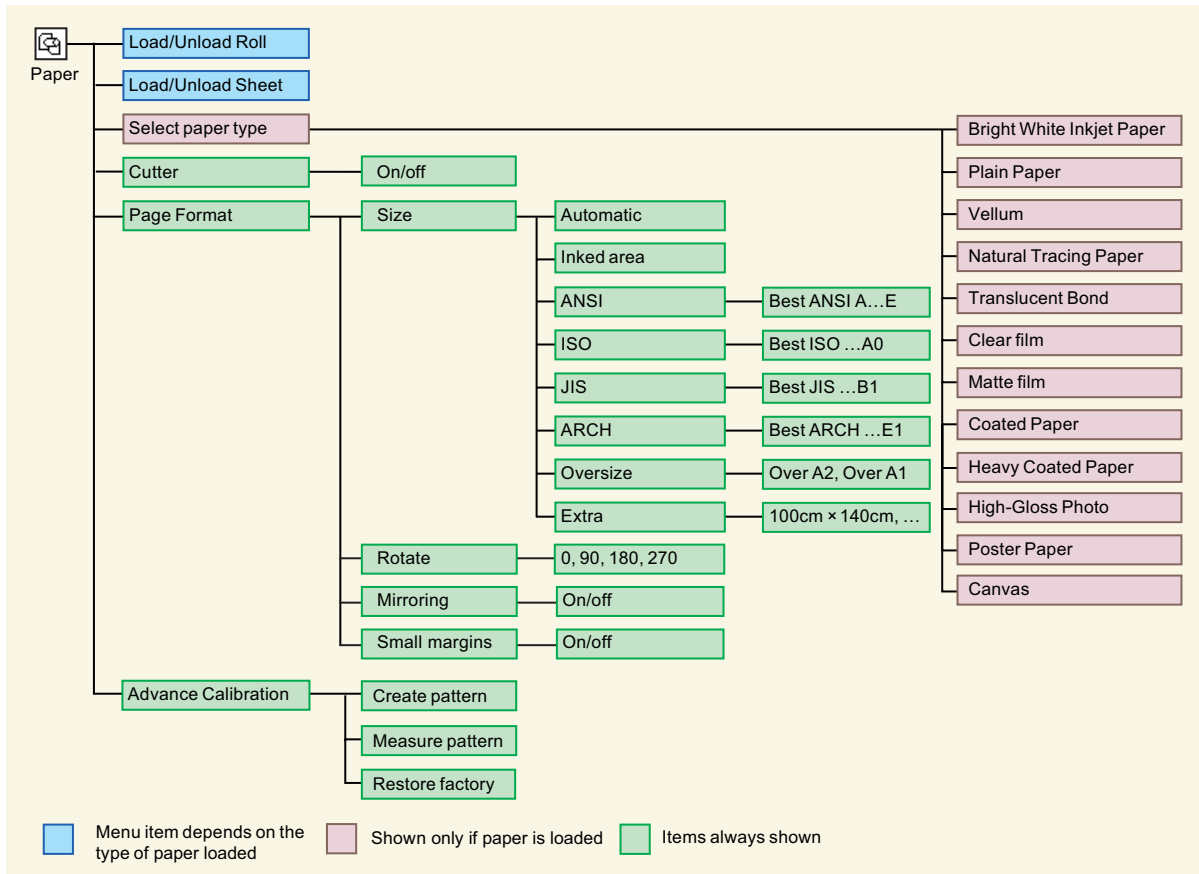 Paper
Load/Unload Roll
Load/Unload Sheet
Select paper type
Cutter
On/off
Page Format
Size
Automatic
Inked area
ANSI
Best ANSI A…E
ISO
Best ISO …A0
JIS
Best JIS …B1
ARCH
Best ARCH …E1
Oversize
Over A2, Over A1
Extra
100cm × 140cm, …
Rotate
0, 90, 180, 270
Mirroring
On/off
Small margins
On/off
Advance Calibration
Create pattern
Measure pattern
Restore factory
Bright White Inkjet Paper
Plain Paper
Vellum
Natural Tracing Paper
Translucent Bond
Clear film
Matte film
Coated Paper
Heavy Coated Paper
High-Gloss Photo
Poster Paper
Canvas
Menu item depends on the
type of paper loaded
Shown only if paper is loaded
Items always shown